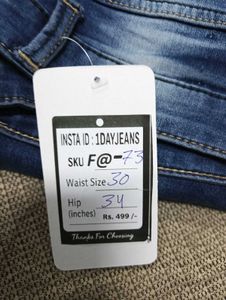 INSTA ID : 1DAYJEANS
SKU F@-73
Waist Size 30
Hip 34
(inches) Rs. 499 /-
Thanks For Choosing